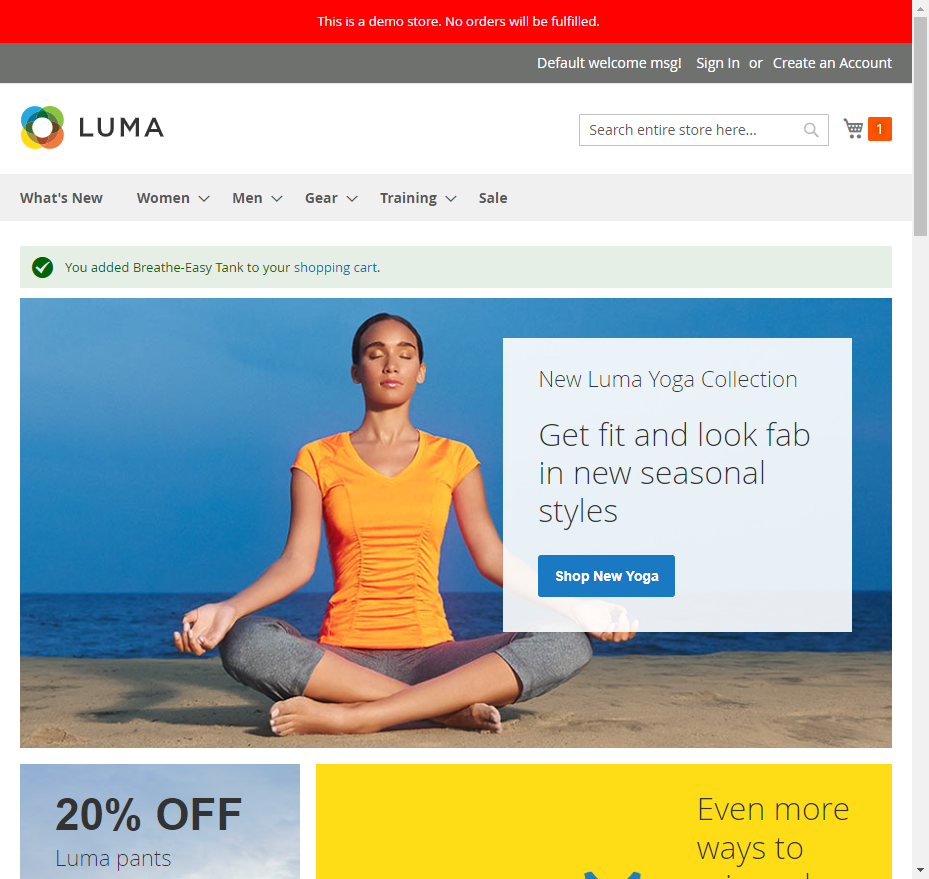 This is a demo store. No orders will be fulfilled.
Default welcome msg! Sign In or Create an Account
LUMA
Search entire store here...
1
What's New Women Men Gear Training Sale
You added Breathe-Easy Tank to your shopping cart.
New Luma Yoga Collection
Get fit and look fab
in new seasonal
styles
Shop New Yoga
20% OFF
Luma pants
Even more
ways to